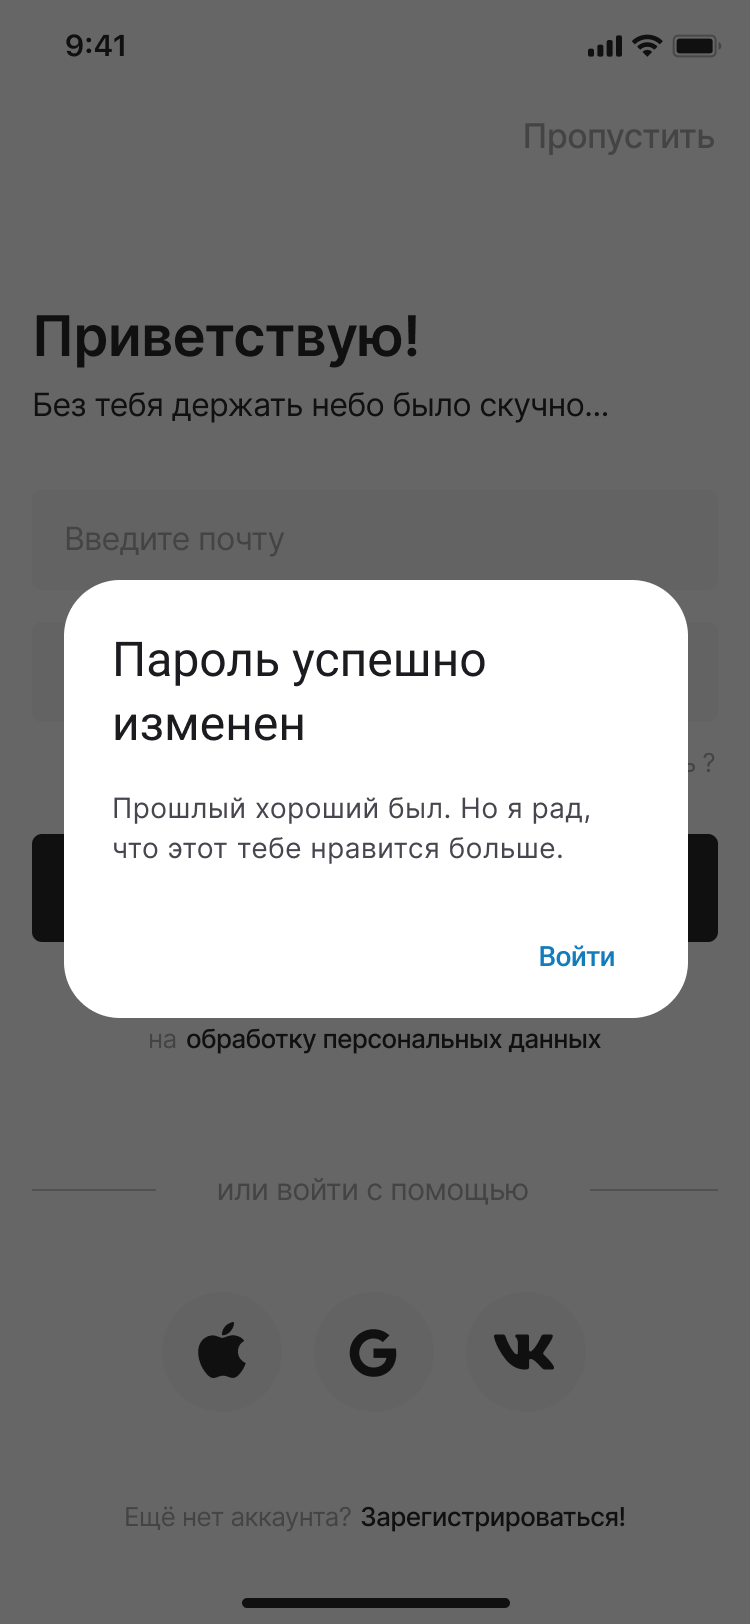 9:41
Пропустить
Приветствую!
Без тебя держать небо было скучно...
Введите почту
Пароль успешно
изменен
?
Прошлый хороший был. Но я рад,
что этот тебе нравится больше.
Войти
на обработку персональных данных
или войти с помощью
Ещё нет аккаунта? Зарегистрироваться!